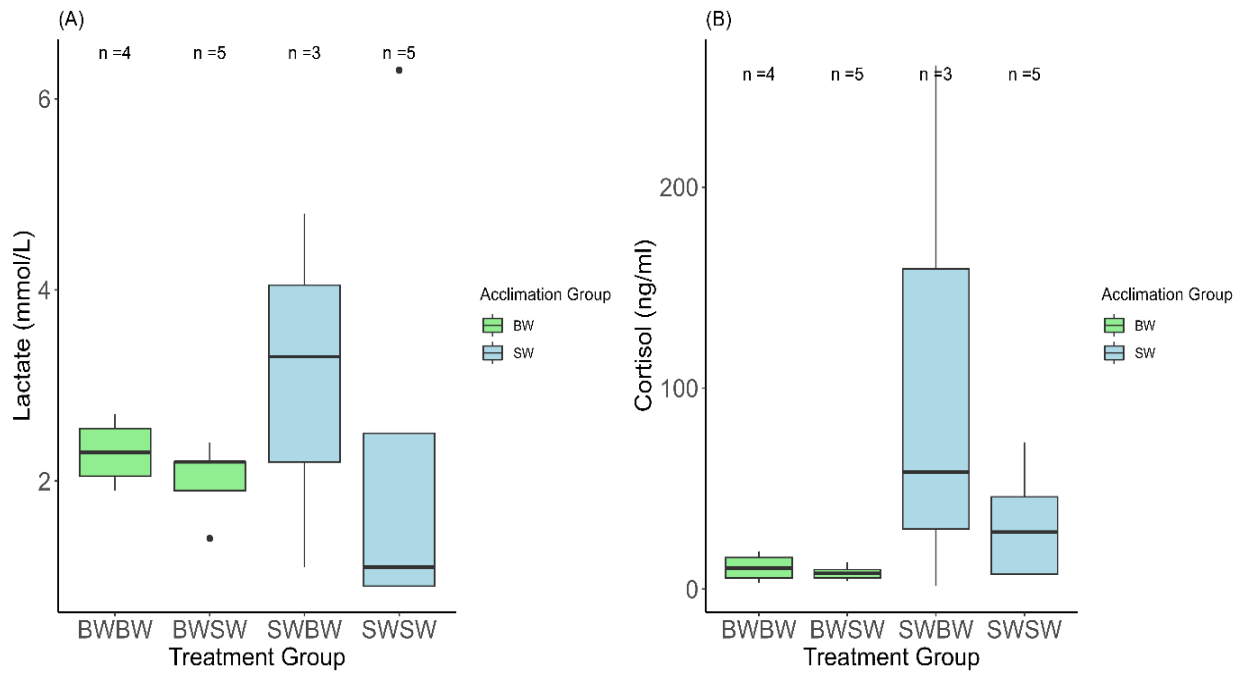 (A)
n =4 n =5 n =3 n =5
6
4
2
Lactate (mmol/L)
BWBW BWSW SWBW SWSW
Treatment Group
Acclimation Group
BW
SW
(B)
n =4 n =5 n =3 n =5
200
100
0
Cortisol (ng/ml)
BWBW BWSW SWBW SWSW
Treatment Group
Acclimation Group
BW
SW